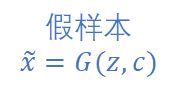 假样本
x̃ = G(z, c)